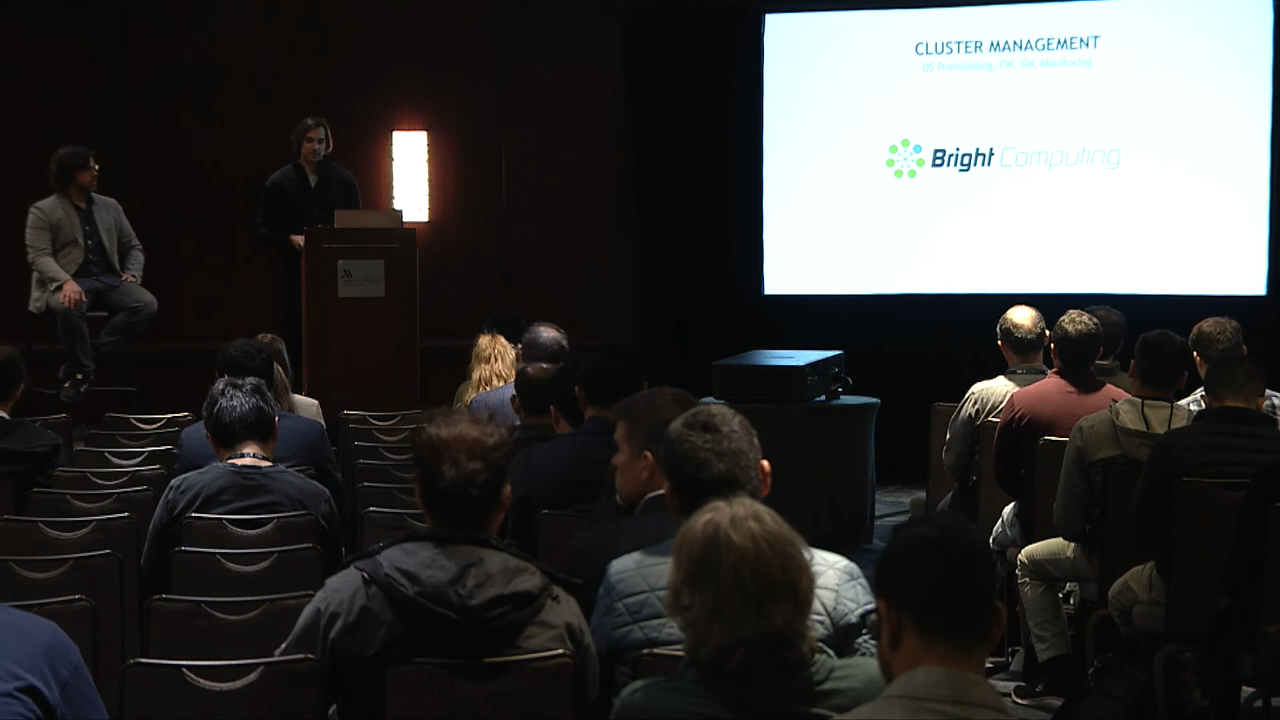 CLUSTER MANAGEMENT
OS Provisioning, FW, SW, Monitoring
Bright Computing